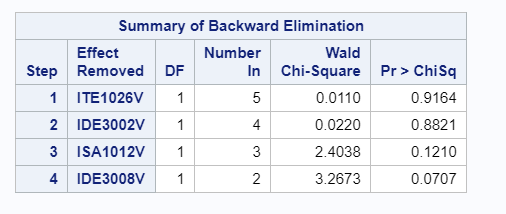 Summary of Backward Elimination
Step Effect Removed DF Number In Wald Chi-Square Pr > ChiSq
1 ITE1026V 1 5 0.0110 0.9164
2 IDE3002V 1 4 0.0220 0.8821
3 ISA1012V 1 3 2.4038 0.1210
4 IDE3008V 1 2 3.2673 0.0707